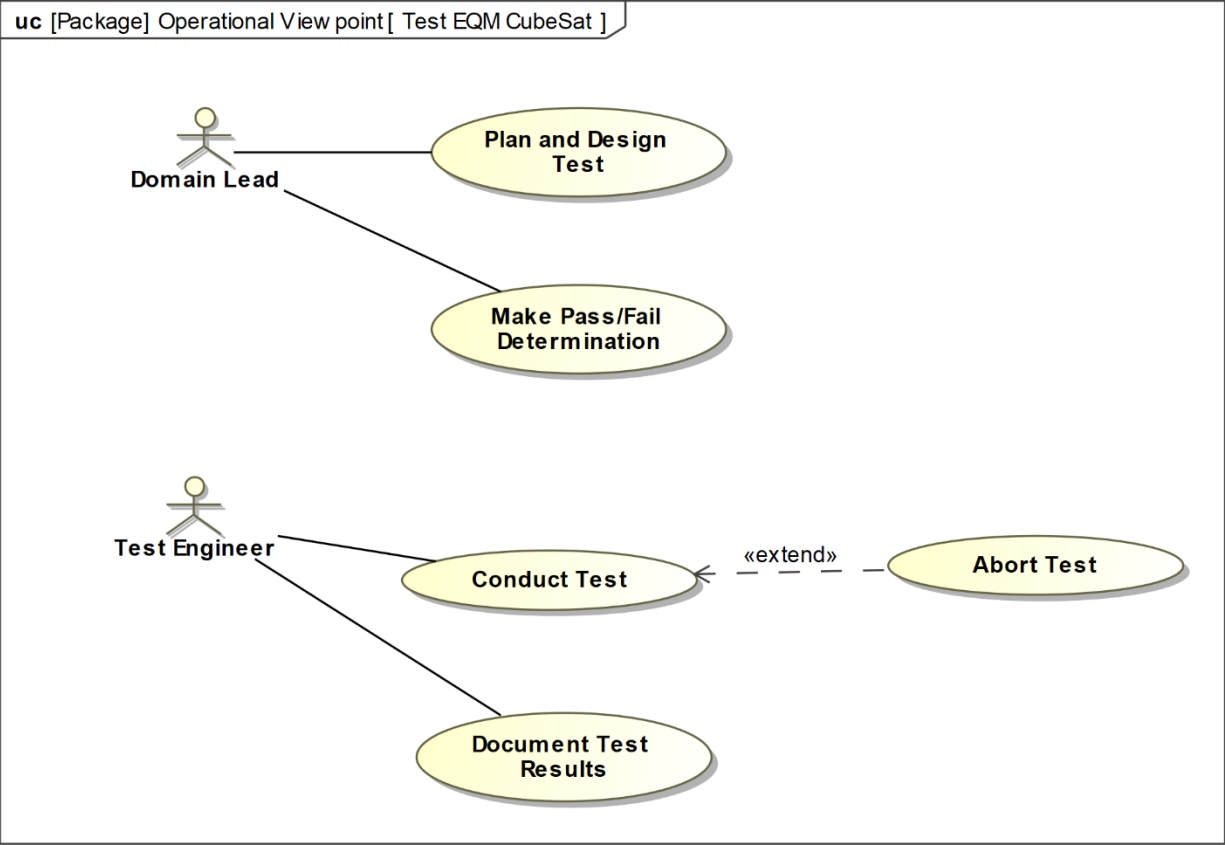 uc [Package] Operational View point [ Test EQM CubeSat ]
Plan and Design
Test
Domain Lead
Make Pass/Fail
Determination
Test Engineer
«extend»
Abort Test
Conduct Test
Document Test
Results